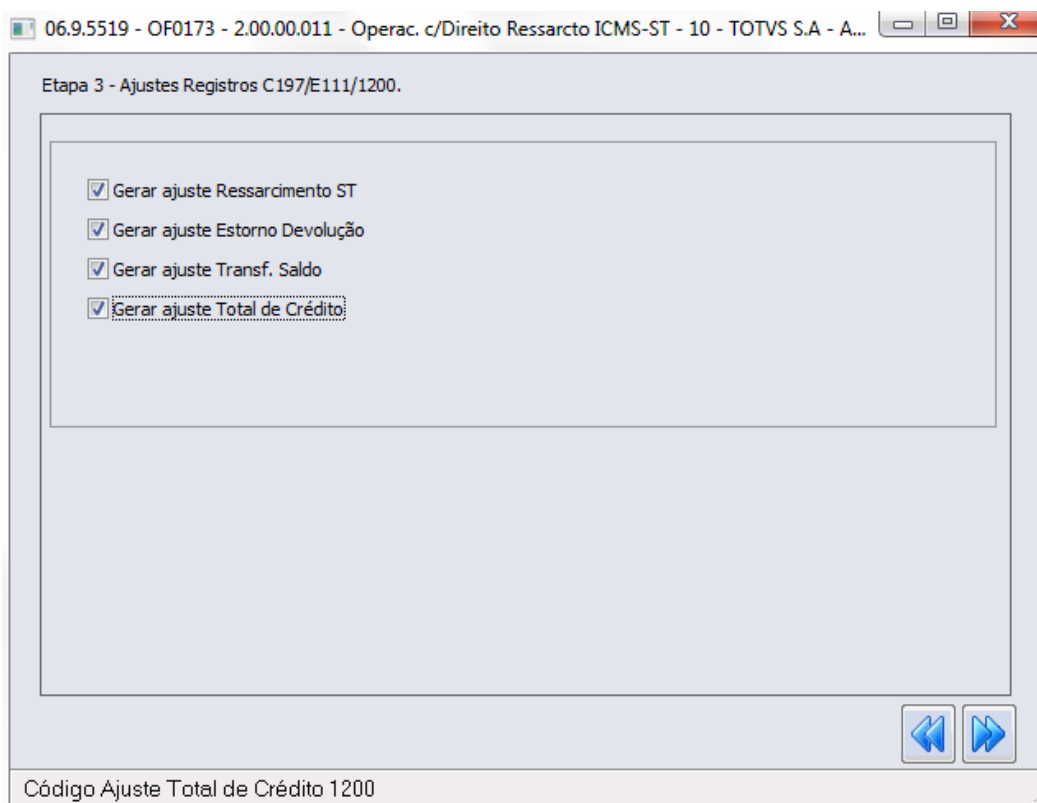 06.9.5519 - OF0173 - 2.00.00.011 - Operac. c/Direito Ressarcto ICMS-ST - 10 - TOTVS S.A - A...
Etapa 3 - Ajustes Registros C197/E111/1200.
Gerar ajuste Ressarcimento ST
Gerar ajuste Estorno Devolução
Gerar ajuste Transf. Saldo
Gerar ajuste Total de Crédito
Código Ajuste Total de Crédito 1200